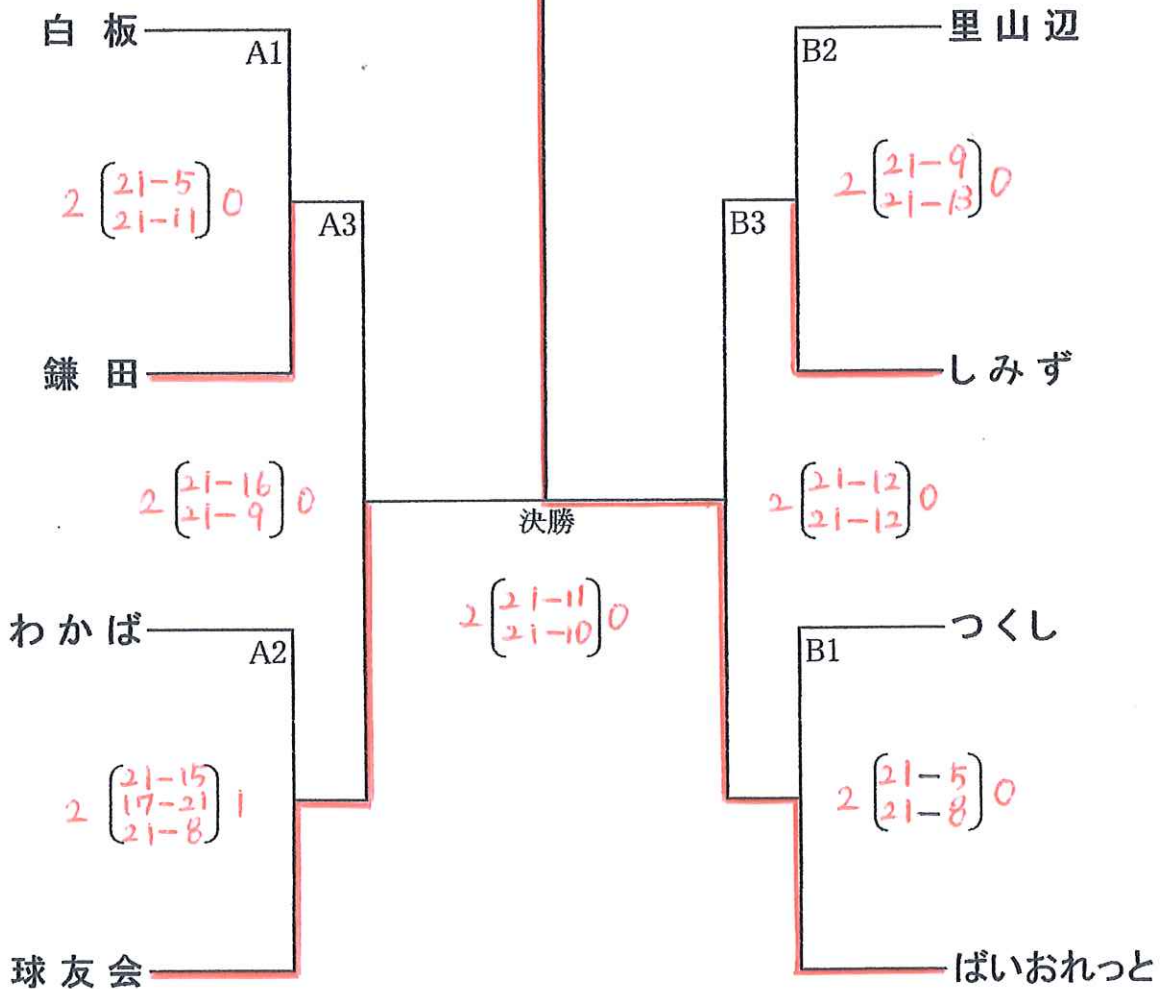 白板
里山辺
A1
B2
2 (21-5 21-11) 0
2 (21-9 21-13) 0
A3
B3
鎌田
しみず
2 (21-16 21-9) 0
2 (21-12 21-12) 0
決勝
2 (21-11 21-10) 0
わかば
つくし
A2
B1
2 (21-15 17-21 21-8) 1
2 (21-5 21-8) 0
球友会
ばいおれっと